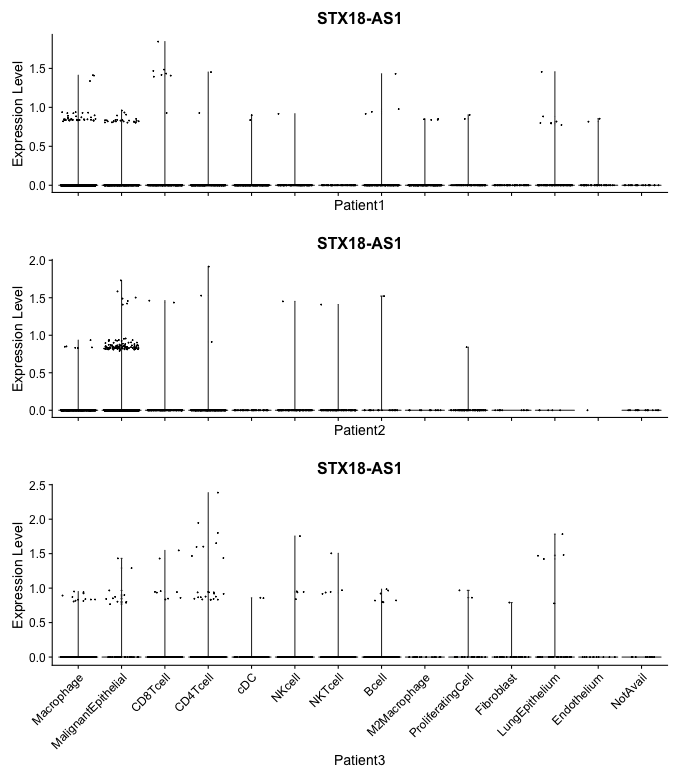 STX18-AS1
Expression Level
1.5
1.0
0.5
0.0
Patient1
STX18-AS1
Expression Level
2.0
1.5
1.0
0.5
0.0
Patient2
STX18-AS1
Expression Level
2.5
2.0
1.5
1.0
0.5
0.0
Macrophage
MalignantEpithelial
CD8Tcell
CD4Tcell
cDC
NKcell
NKTcell
Bcell
M2Macrophage
ProliferatingCell
Fibroblast
LungEpithelium
Endothelium
NotAvail
Patient3